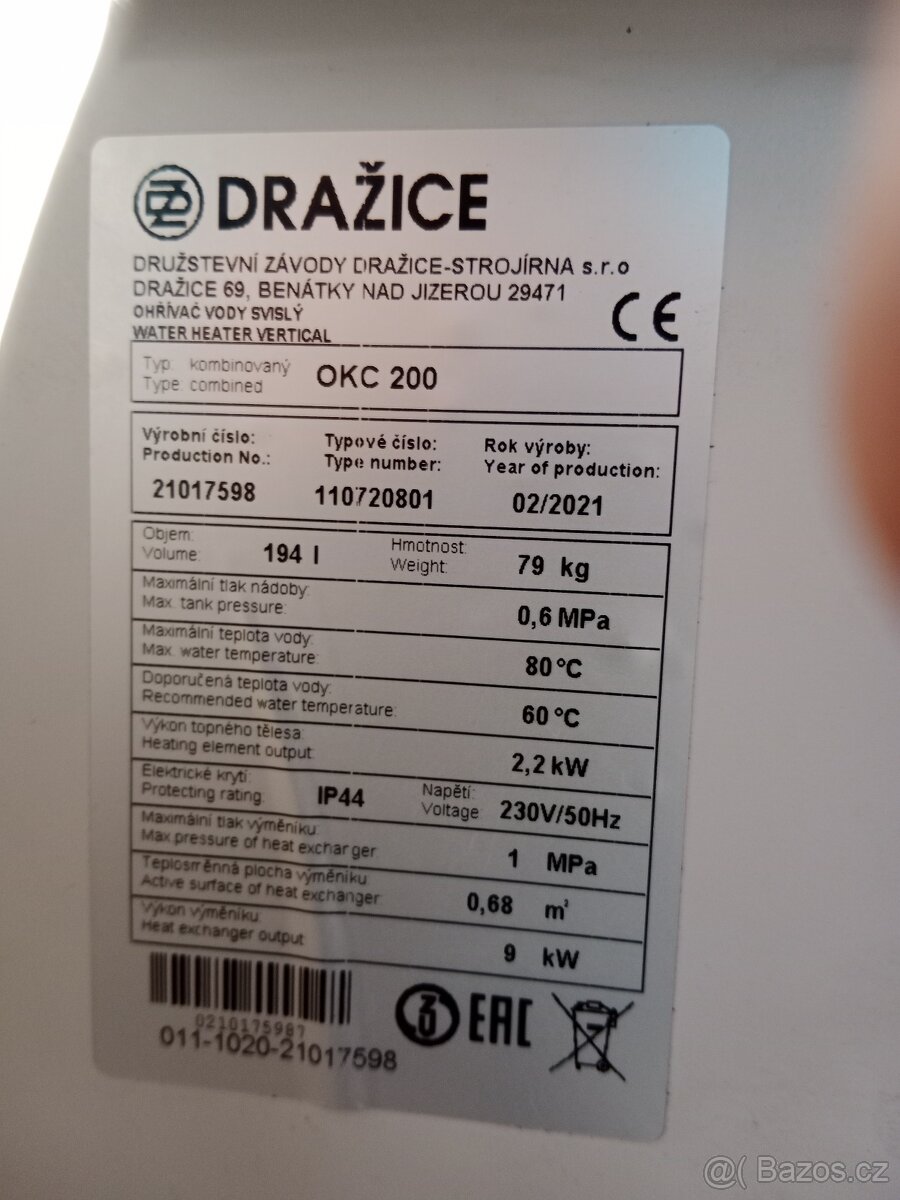 DRAŽICE
DRUŽSTEVNÍ ZÁVODY DRAŽICE-STROJÍRNA s.r.o
DRAŽICE 69, BENÁTKY NAD JIZEROU 29471
OHŘÍVAČ VODY SVISLÝ
WATER HEATER VERTICAL
CE
Typ: kombinovaný
Type: combined
OKC 200
Výrobní číslo:
Production No.:
21017598
Typové číslo:
Type number:
110720801
Rok výroby:
Year of production:
02/2021
Objem:
Volume:
194 l
Hmotnost:
Weight:
79 kg
Maximální tlak nádoby:
Max. tank pressure:
0,6 MPa
Maximální teplota vody:
Max. water temperature:
80 °C
Doporučená teplota vody:
Recommended water temperature:
60 °C
Výkon topného tělesa:
Heating element output:
2,2 kW
Elektrické krytí:
Protecting rating:
IP44
Napětí:
Voltage:
230V/50Hz
Maximální tlak výměníku:
Max pressure of heat exchanger
1 MPa
Teplosměnná plocha výměníku:
Active surface of heat exchanger:
0,68 m²
Výkon výměníku:
Heat exchanger output:
9 kW
0210175987
011-1020-21017598
EAC
@( Bazos.cz